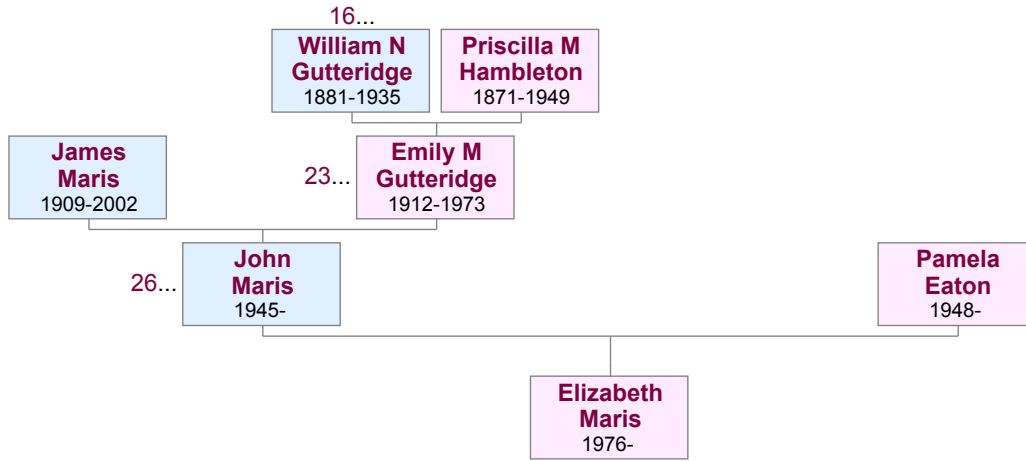 16...
William N
Gutteridge
1881-1935
Priscilla M
Hambleton
1871-1949
James
Maris
1909-2002
23...
Emily M
Gutteridge
1912-1973
26...
John
Maris
1945-
Pamela
Eaton
1948-
Elizabeth
Maris
1976-